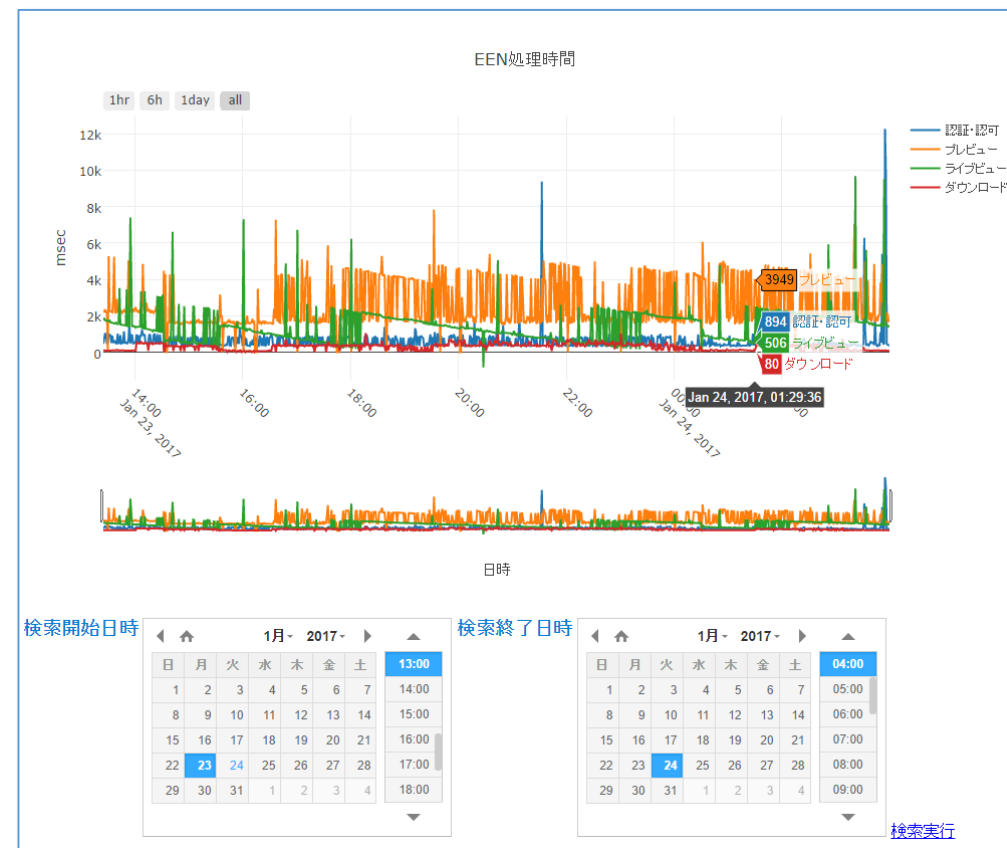 EEN処理時間
1hr 6h 1day all
認証・認可
プレビュー
ライブビュー
ダウンロード
12k
10k
8k
6k
4k
2k
0
msec
3949 プレビュー
894 認証・認可
506 ライブビュー
80 ダウンロード
14:00
Jan 23, 2017
16:00
18:00
20:00
22:00
00:00
Jan 24, 2017
Jan 24, 2017, 01:29:36
日時
検索開始日時
1月 2017
日 月 火 水 木 金 土
1 2 3 4 5 6 7
8 9 10 11 12 13 14
15 16 17 18 19 20 21
22 23 24 25 26 27 28
29 30 31 1 2 3 4
13:00
14:00
15:00
16:00
17:00
18:00
検索終了日時
1月 2017
日 月 火 水 木 金 土
1 2 3 4 5 6 7
8 9 10 11 12 13 14
15 16 17 18 19 20 21
22 23 24 25 26 27 28
29 30 31 1 2 3 4
04:00
05:00
06:00
07:00
08:00
09:00
検索実行